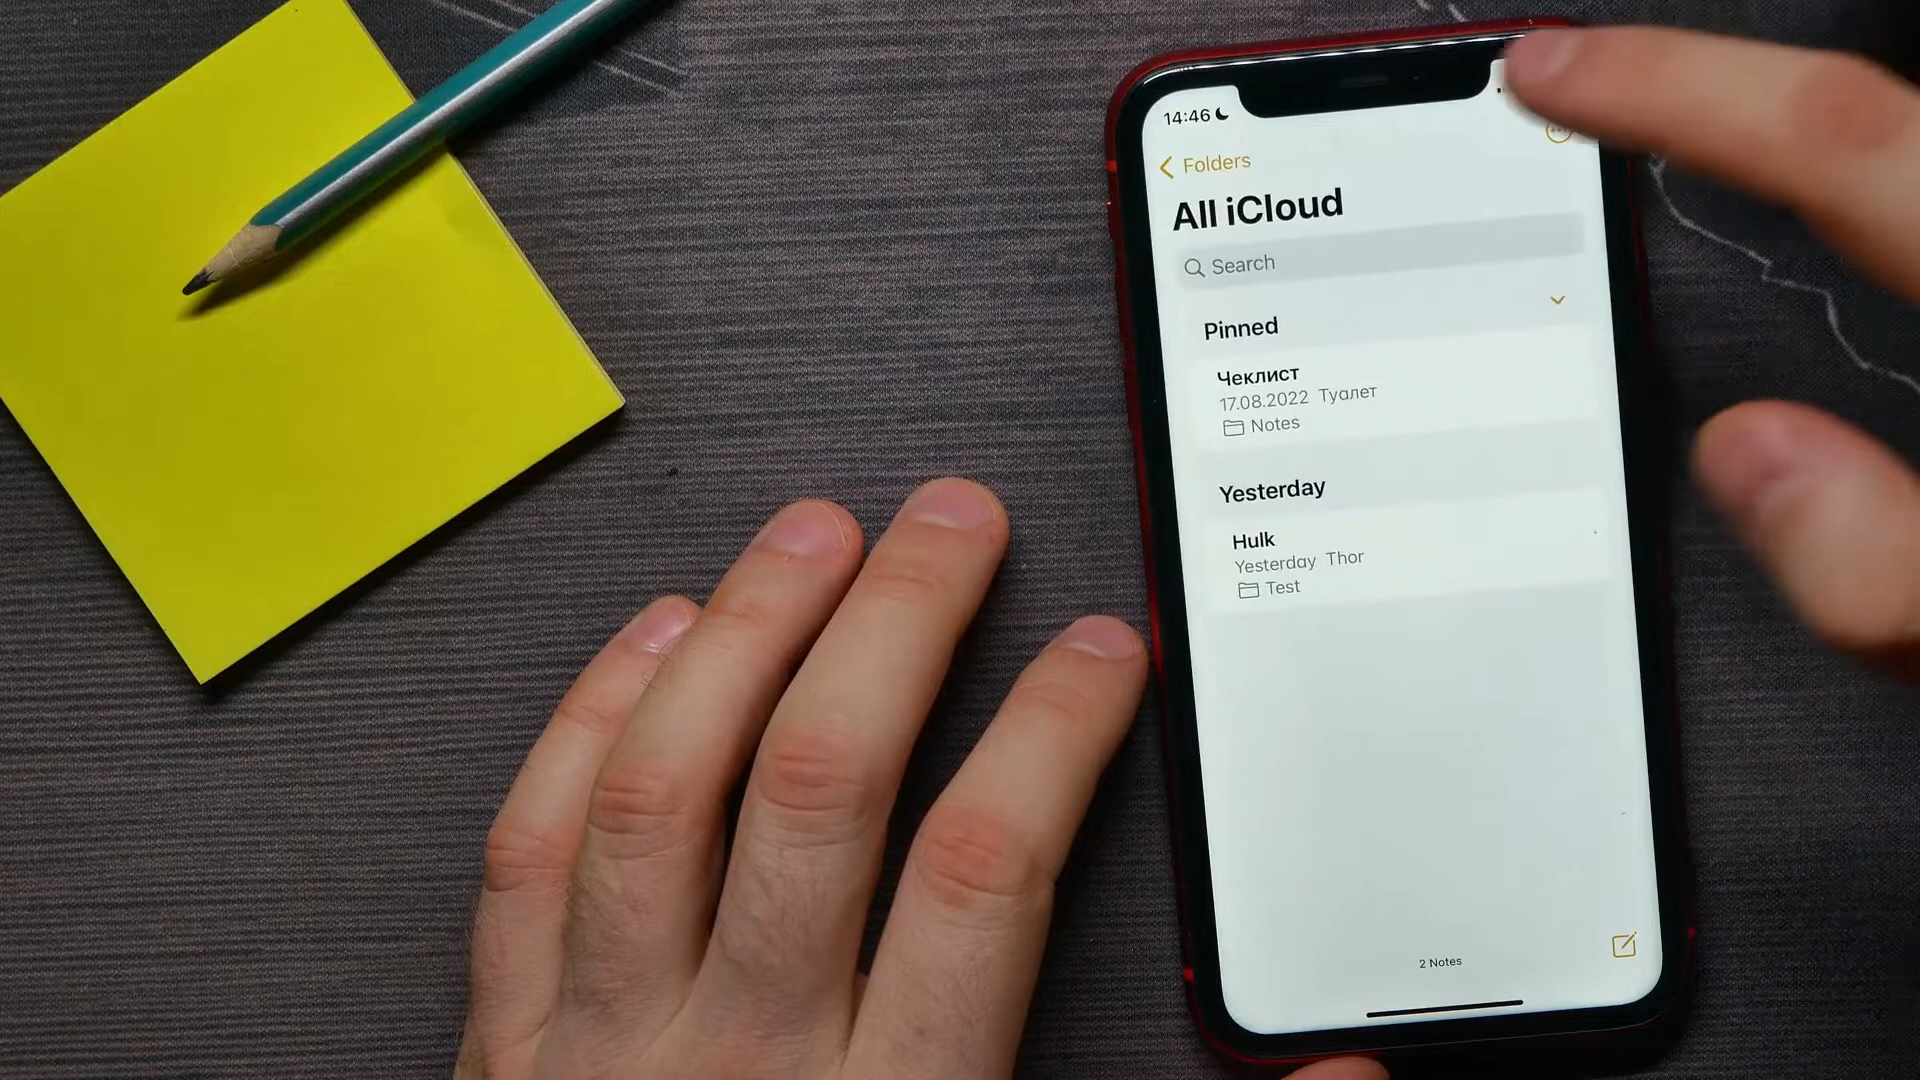 14:46
Folders
All iCloud
Search
Pinned
Чеклист
17.08.2022 Туалет
Notes
Yesterday
Hulk
Yesterday Thor
Test
2 Notes